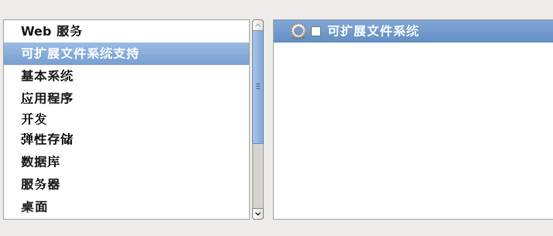 Web 服务
可扩展文件系统支持
基本系统
应用程序
开发
弹性存储
数据库
服务器
桌面
可扩展文件系统